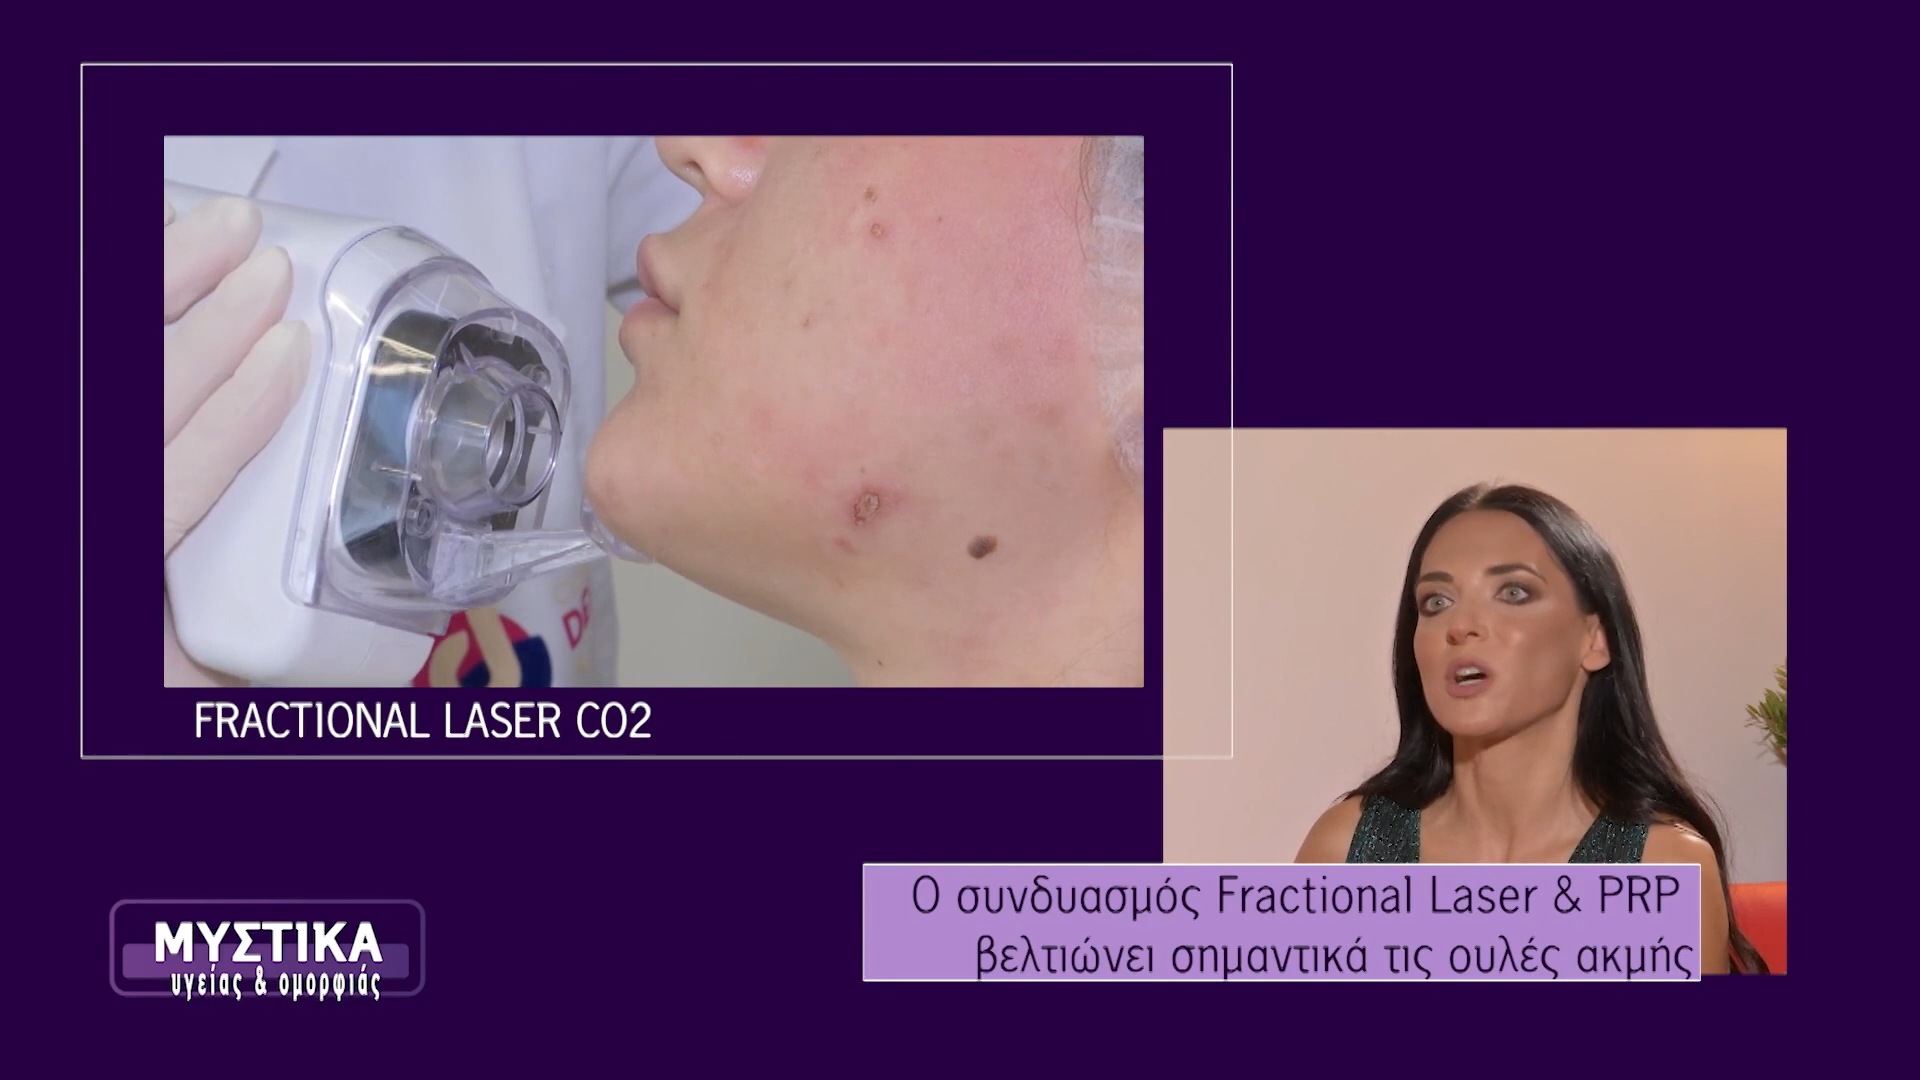 FRACTIONAL LASER CO2
Ο συνδυασμός Fractional Laser & PRP
βελτιώνει σημαντικά τις ουλές ακμής
ΜΥΣΤΙΚΑ
υγείας & ομορφιάς